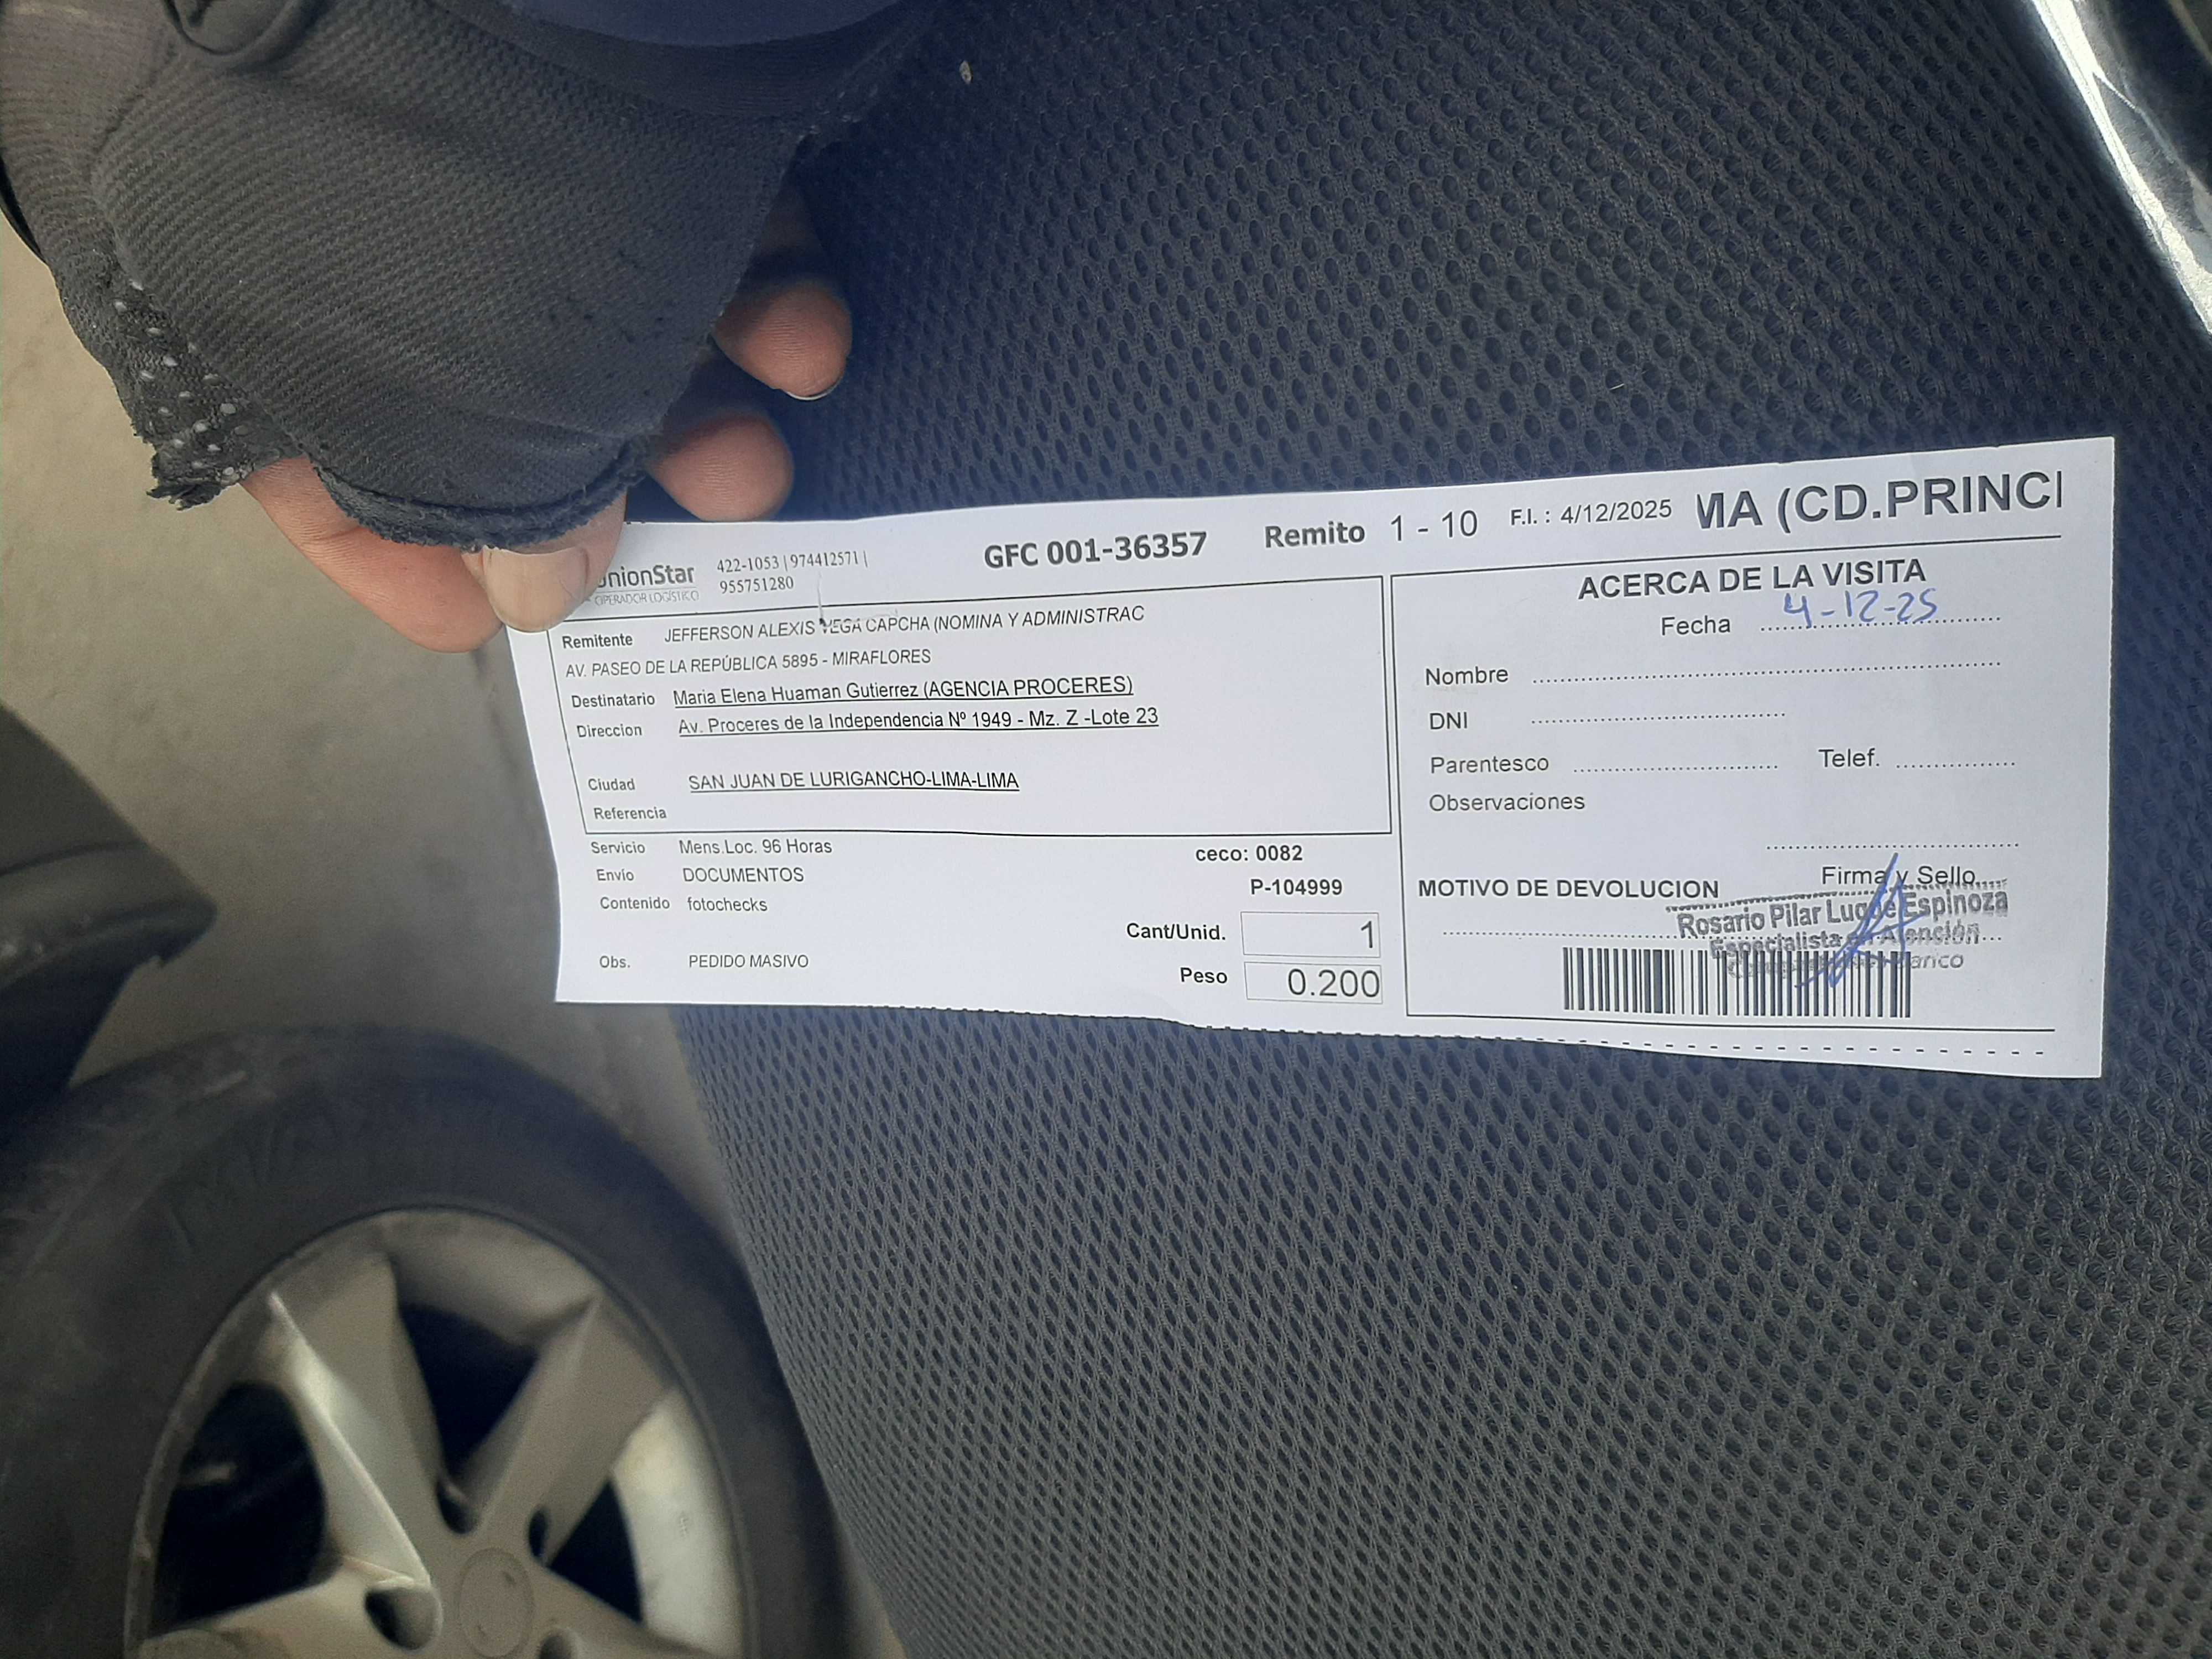 UnionStar
OPERADOR LOGÍSTICO
422-1053 | 974412571 |
955751280
GFC 001-36357
Remito 1 - 10
F.I. : 4/12/2025
MA (CD.PRINCI
Remitente JEFFERSON ALEXIS VEGA CAPCHA (NOMINA Y ADMINISTRAC
AV. PASEO DE LA REPÚBLICA 5895 - MIRAFLORES
Destinatario Maria Elena Huaman Gutierrez (AGENCIA PROCERES)
Direccion Av. Proceres de la Independencia Nº 1949 - Mz. Z -Lote 23
Ciudad SAN JUAN DE LURIGANCHO-LIMA-LIMA
Referencia
Servicio Mens.Loc. 96 Horas
Envio DOCUMENTOS
Contenido fotochecks
Obs. PEDIDO MASIVO
ceco: 0082
P-104999
Cant/Unid. 1
Peso 0.200
ACERCA DE LA VISITA
Fecha 4-12-25
Nombre
DNI
Parentesco Telef.
Observaciones
Firma y Sello
MOTIVO DE DEVOLUCION
Rosario Pilar Luque Espinoza
Especialista en Atención